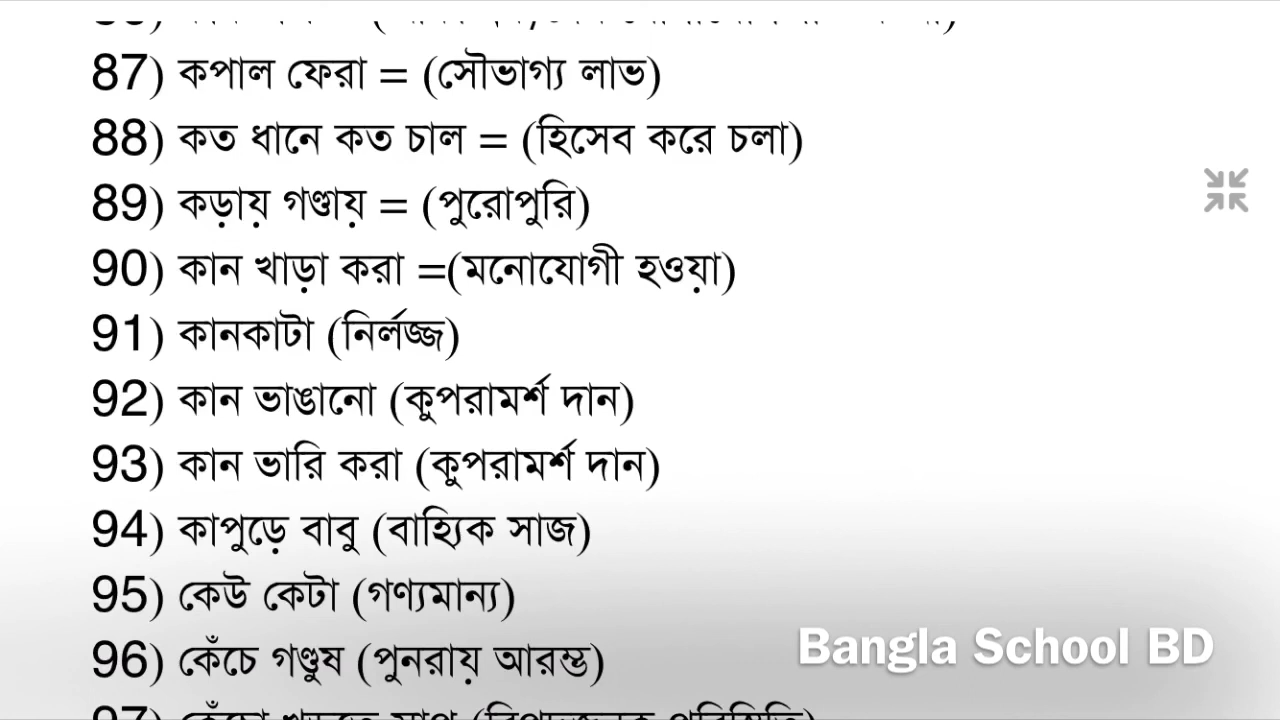 87) কপাল ফেরা = (সৌভাগ্য লাভ)
88) কত ধানে কত চাল = (হিসেব করে চলা)
89) কড়ায় গণ্ডায় = (পুরোপুরি)
90) কান খাড়া করা =(মনোযোগী হওয়া)
91) কানকাটা (নির্লজ্জ)
92) কান ভাঙানো (কুপরামর্শ দান)
93) কান ভারি করা (কুপরামর্শ দান)
94) কাপুড়ে বাবু (বাহ্যিক সাজ)
95) কেউ কেটা (গণ্যমান্য)
96) কেঁচে গণ্ডুষ (পুনরায় আরম্ভ)
Bangla School BD